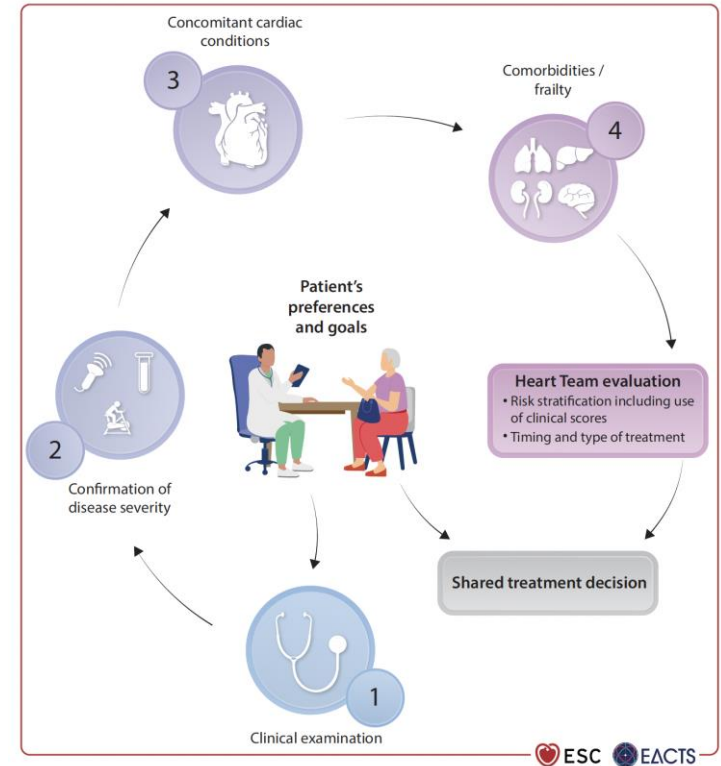 Concomitant cardiac
conditions
3
Comorbidities /
frailty
4
Patient's
preferences
and goals
Heart Team evaluation
• Risk stratification including use
of clinical scores
• Timing and type of treatment
2
Confirmation of
disease severity
Shared treatment decision
1
Clinical examination
ESC EACTS